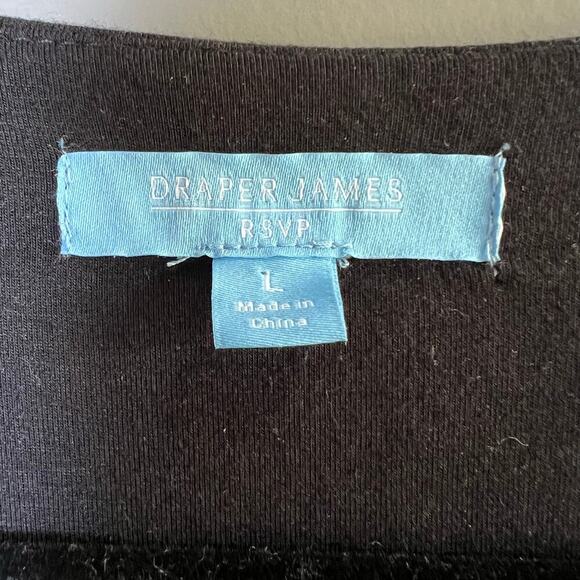 DRAPER JAMES
RSVP
L
Made in
China